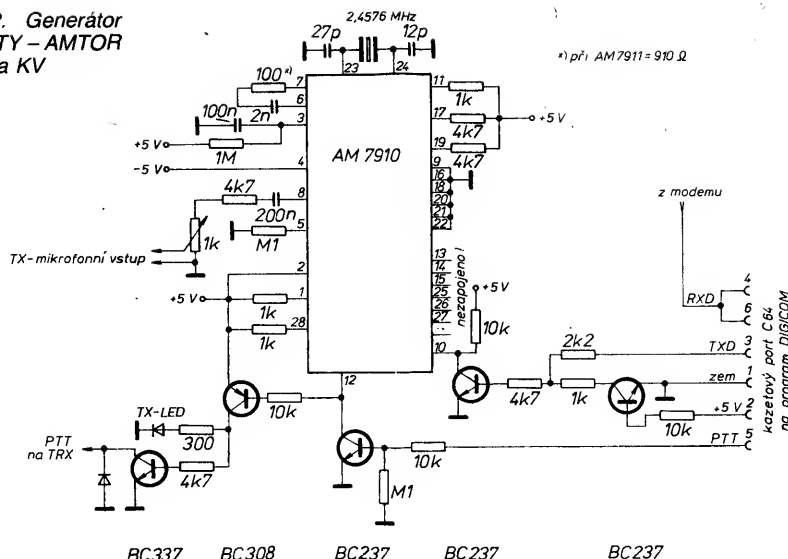 2. Generátor
TY – AMTOR
a KV
2,4576 MHz
27p
12p
*) při AM 7911 = 910 Ω
23
24
100*)
7
6
2n
100n
3
+5 V
1M
-5 V
4
4k7
8
200n
5
M1
1k
TX-mikrofonní vstup
2
+5 V
1
1k
28
1k
AM 7910
11
1k
17
4k7
+5 V
19
4k7
9
16
18
20
21
22
13
14
15
25
26
27
nezapojeno!
10
+5 V
10k
12
z modemu
RXD
4
6
2k2
TXD
3
4k7
1k
zem
1
+5 V
2
10k
PTT
5
kazetový port C64
na program DIGICOM
10k
10k
M1
TX-LED
300
PTT
na TRX
4k7
BC337
BC308
BC237
BC237
BC237